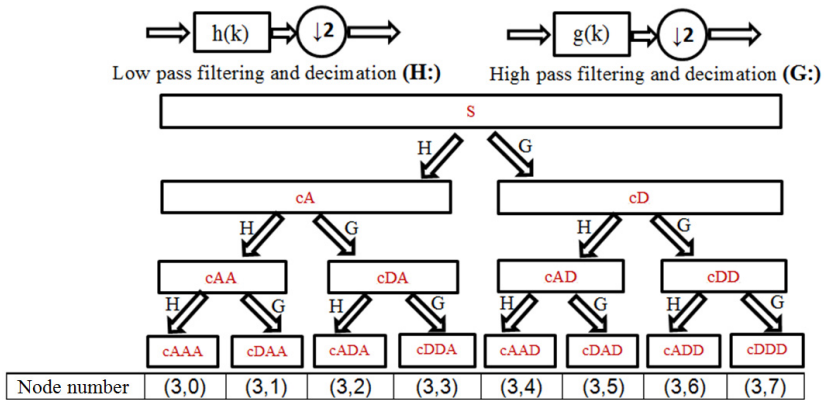 h(k) ↓2 g(k) ↓2
Low pass filtering and decimation (H:) High pass filtering and decimation (G:)
S
H G
cA cD
H G H G
cAA cDA cAD cDD
H G H G H G H G
cAAA cDAA cADA cDDA cAAD cDAD cADD cDDD
Node number (3,0) (3,1) (3,2) (3,3) (3,4) (3,5) (3,6) (3,7)